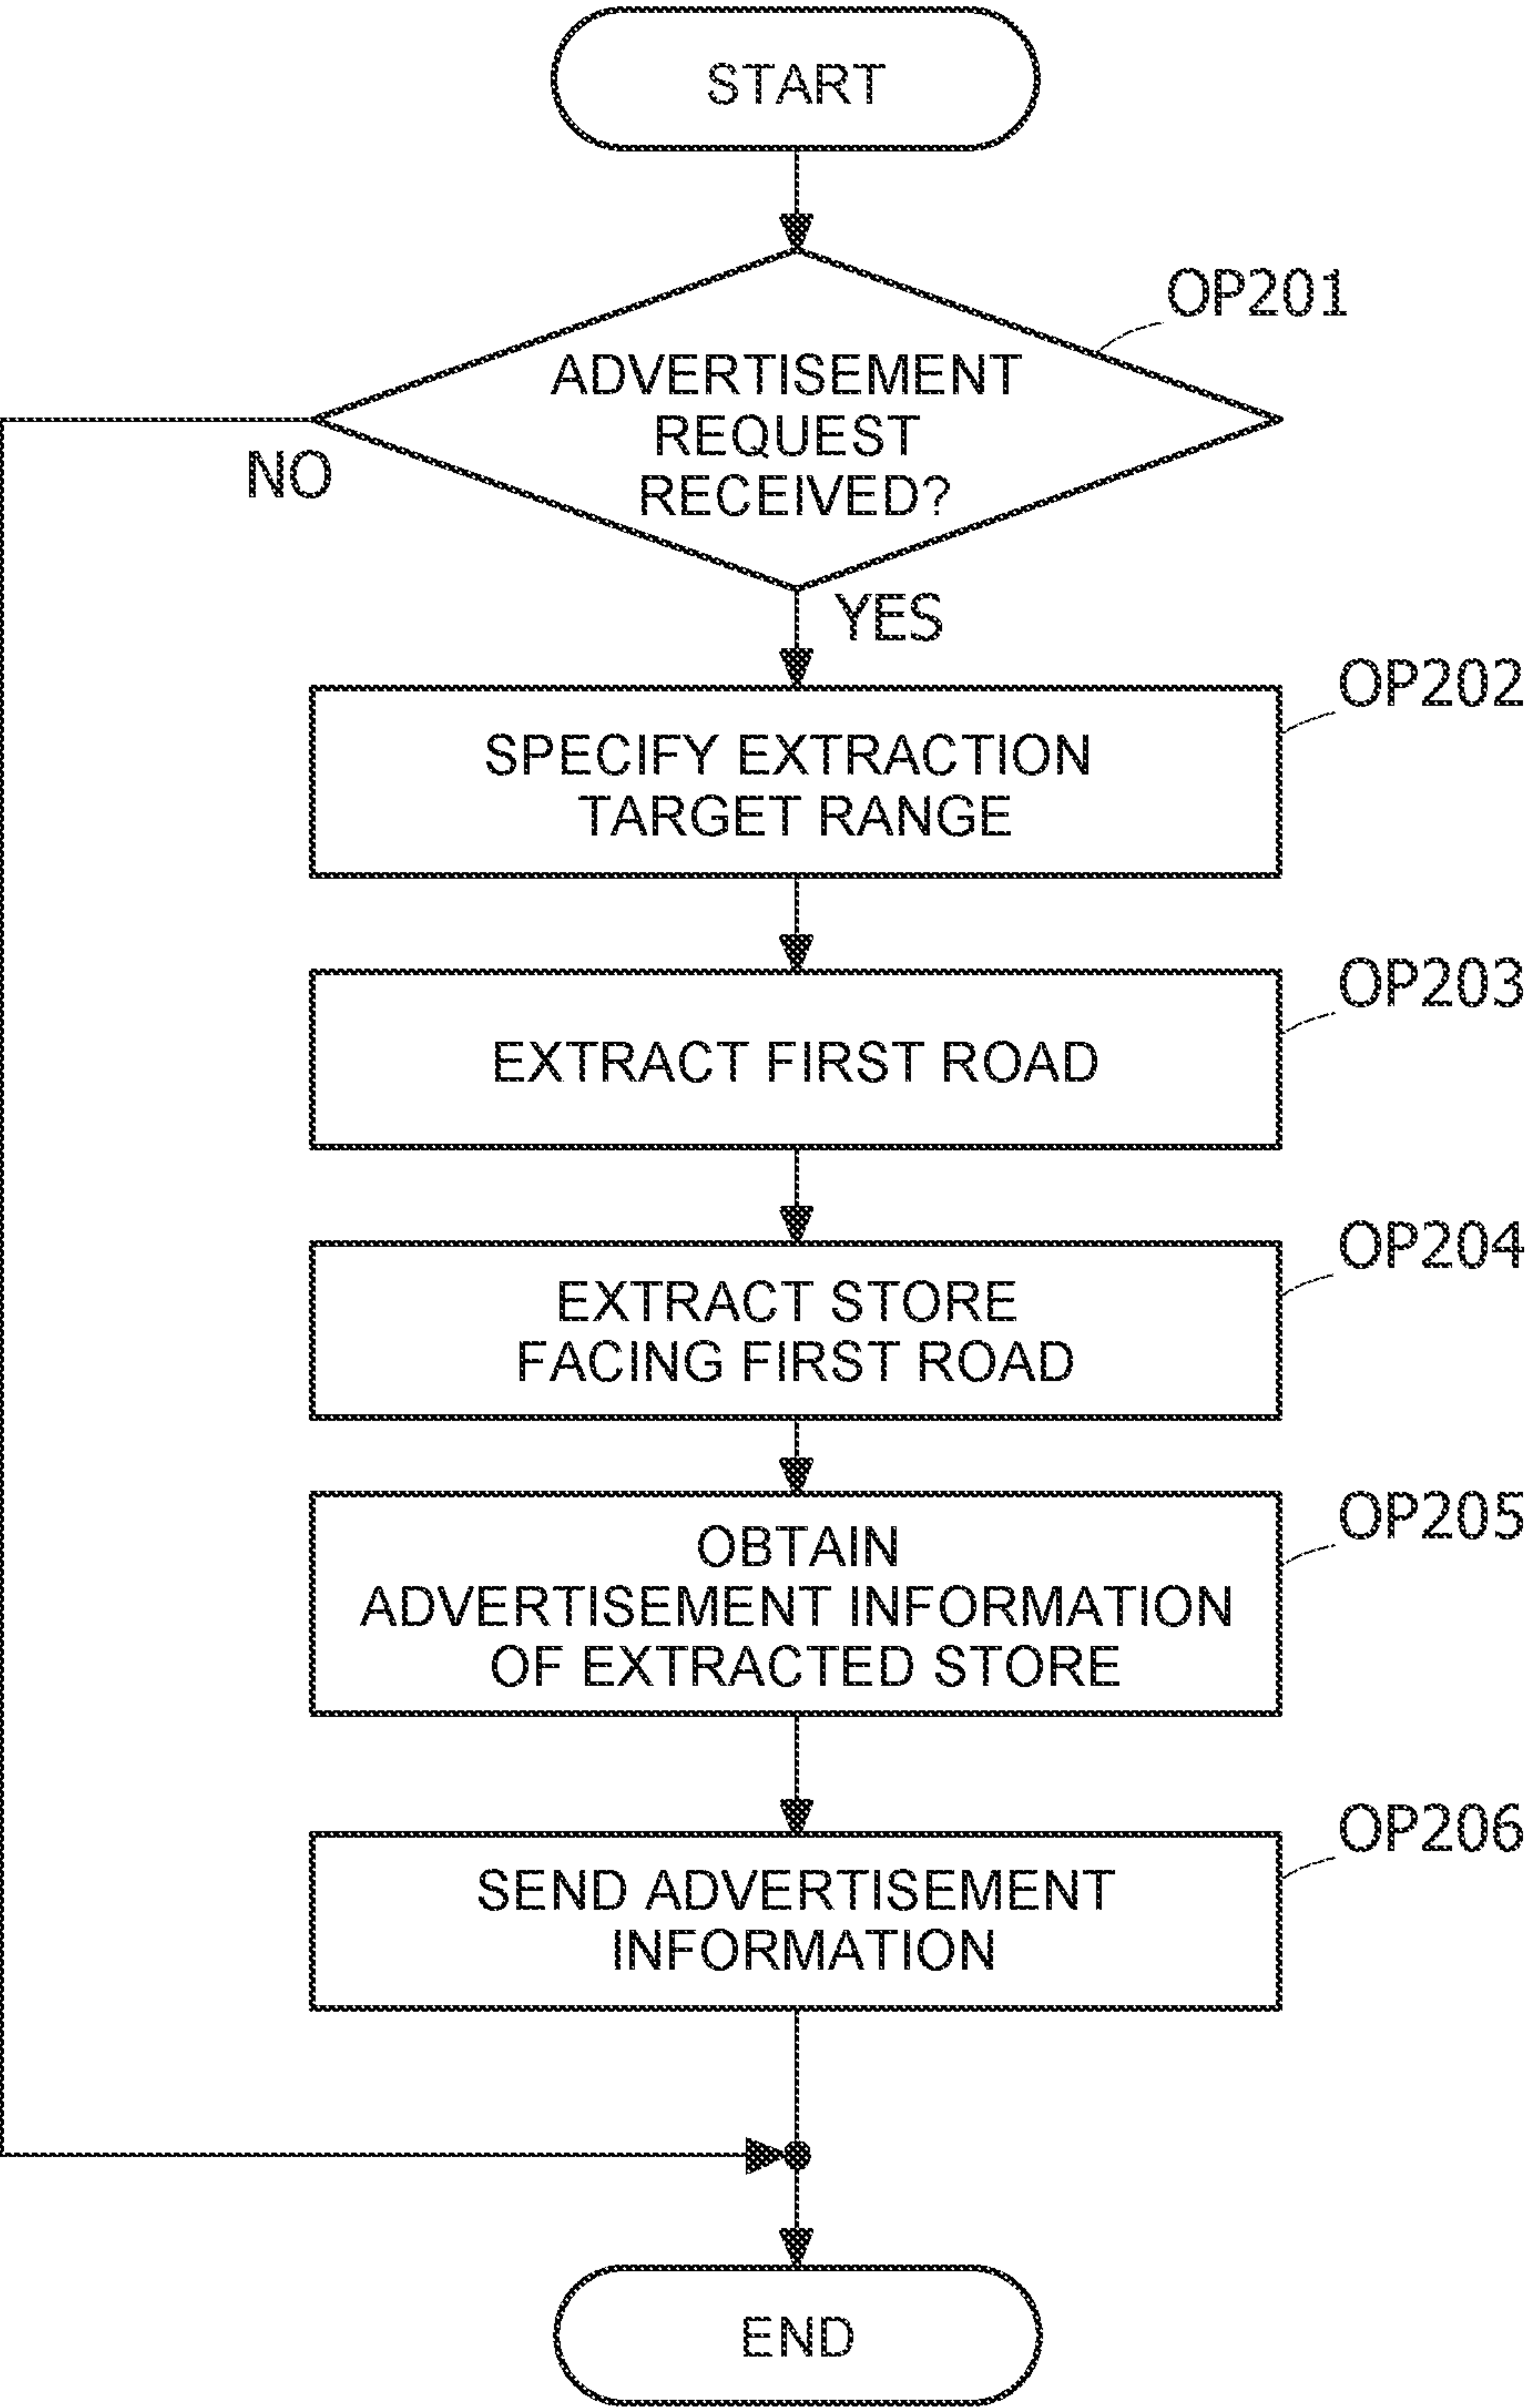 START
OP201
ADVERTISEMENT
REQUEST
RECEIVED?
NO
YES
OP202
SPECIFY EXTRACTION
TARGET RANGE
OP203
EXTRACT FIRST ROAD
OP204
EXTRACT STORE
FACING FIRST ROAD
OP205
OBTAIN
ADVERTISEMENT INFORMATION
OF EXTRACTED STORE
OP206
SEND ADVERTISEMENT
INFORMATION
END